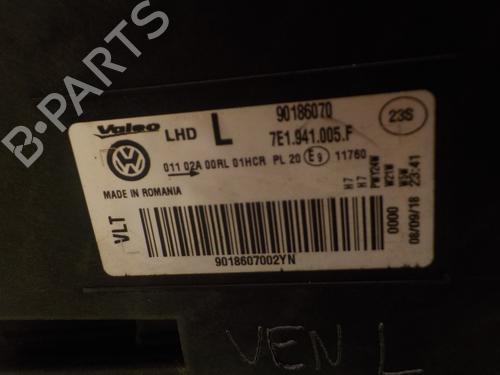 Valeo
LHD L
90186070
7E1.941.005.F
23S
011 02A 00RL 01HCR PL 20 E9 11760
MADE IN ROMANIA
VLT
H7
H7
PWY24W
W21W
W5W
23:41
0000
08/09/18
9018607002YN
VEN L
B-PARTS